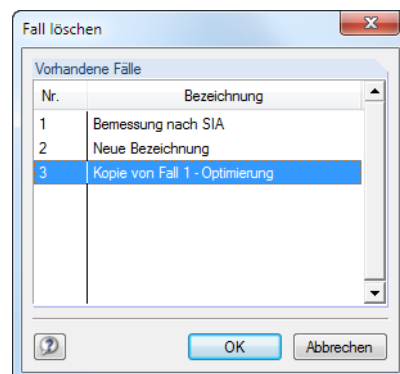 Fall löschen
Vorhandene Fälle
Nr. Bezeichnung
1 Bemessung nach SIA
2 Neue Bezeichnung
3 Kopie von Fall 1 - Optimierung
OK Abbrechen